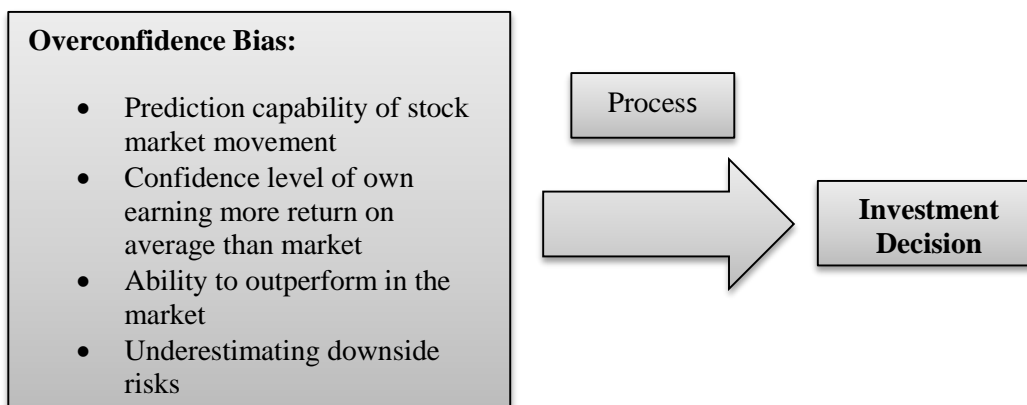 Overconfidence Bias:
• Prediction capability of stock
market movement
• Confidence level of own
earning more return on
average than market
• Ability to outperform in the
market
• Underestimating downside
risks
Process
Investment
Decision